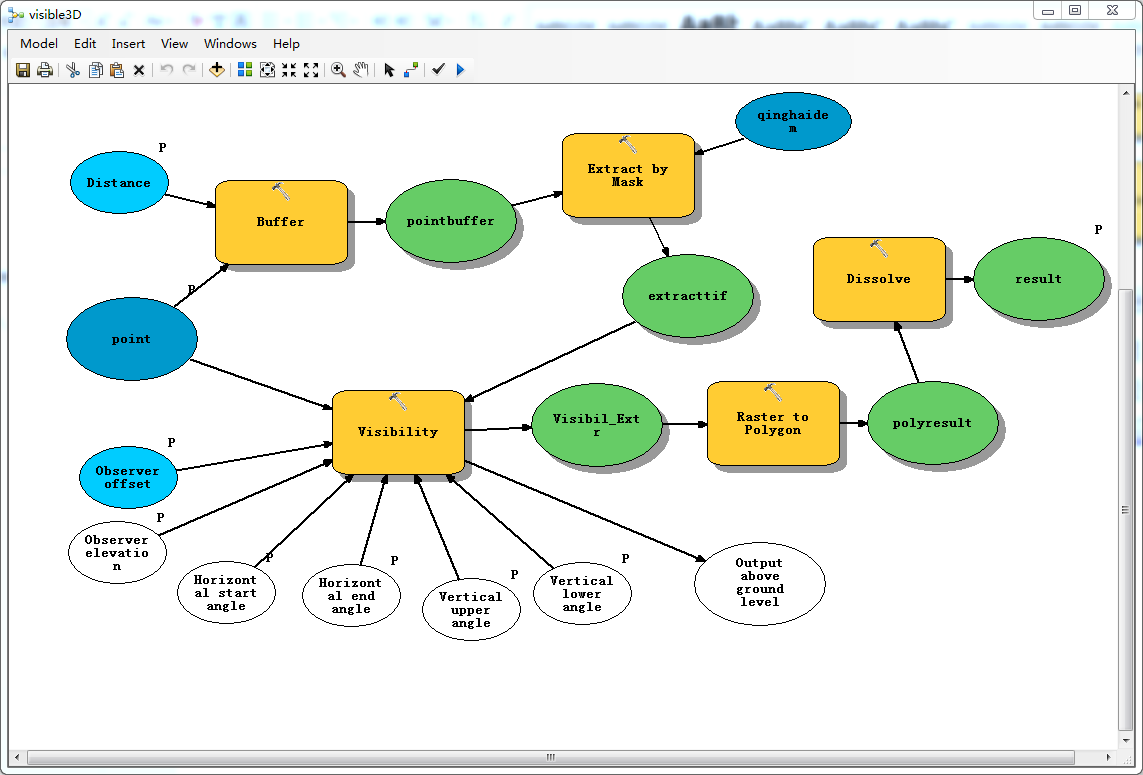 visible3D
Model Edit Insert View Windows Help
qinghaide
m
P
Distance
Extract by
Mask
Buffer
pointbuffer
P
Dissolve
result
P
extracttif
point
Visibility
Visibil_Ext
r
Raster to
Polygon
polyresult
P
Observer
offset
P
Observer
elevatio
n
P
Horizont
al start
angle
P
Horizont
al end
angle
P
Vertical
upper
angle
P
Vertical
lower
angle
Output
above
ground
level